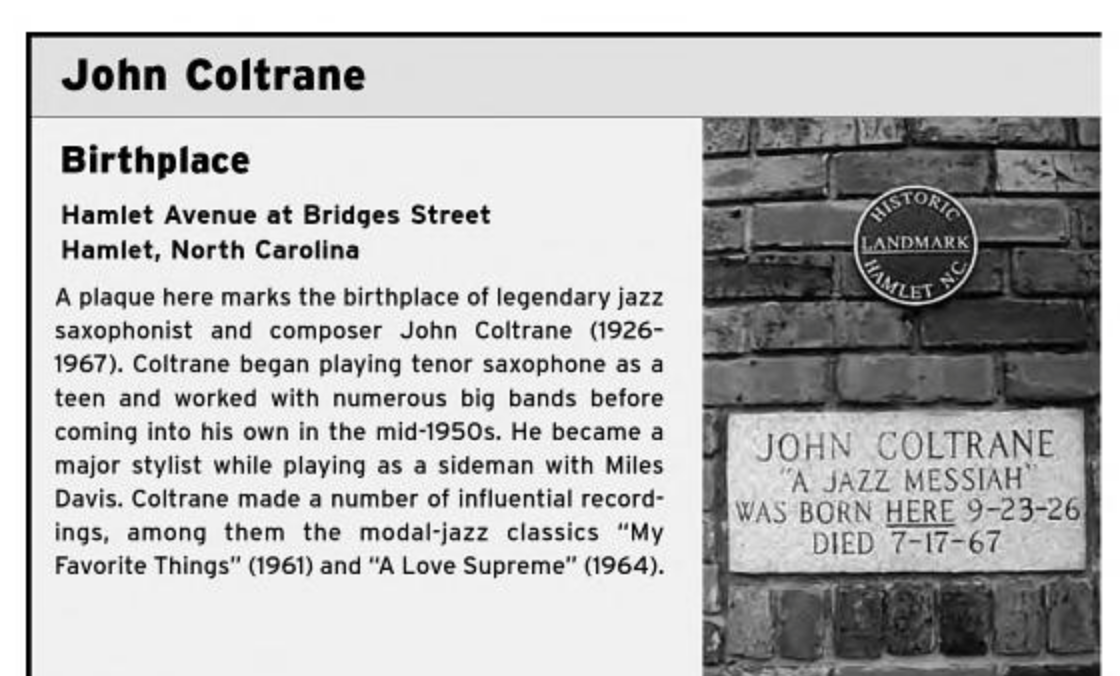 John Coltrane
Birthplace
Hamlet Avenue at Bridges Street
Hamlet, North Carolina
A plaque here marks the birthplace of legendary jazz
saxophonist and composer John Coltrane (1926–
1967). Coltrane began playing tenor saxophone as a
teen and worked with numerous big bands before
coming into his own in the mid-1950s. He became a
major stylist while playing as a sideman with Miles
Davis. Coltrane made a number of influential record-
ings, among them the modal-jazz classics “My
Favorite Things” (1961) and “A Love Supreme” (1964).
HISTORIC
LANDMARK
HAMLET N.C.
JOHN COLTRANE
"A JAZZ MESSIAH"
WAS BORN HERE 9-23-26
DIED 7-17-67